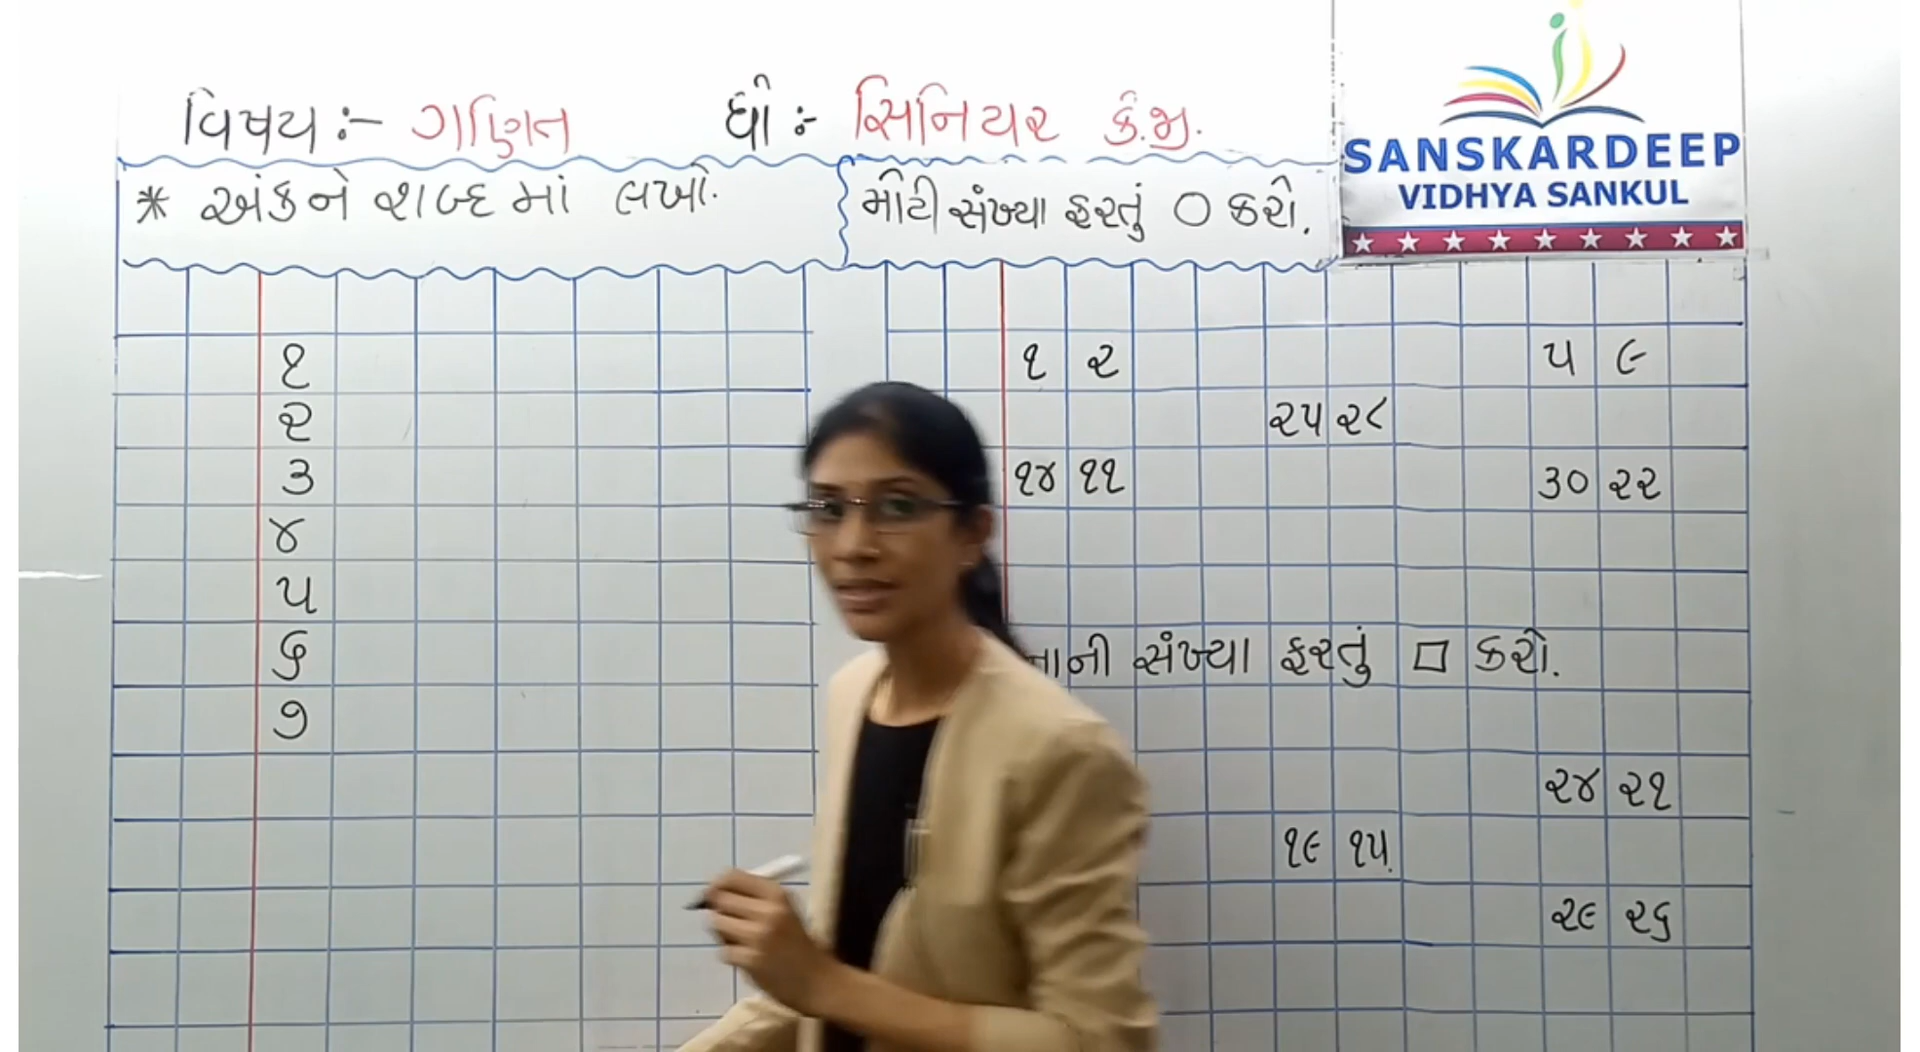 વિષય :- ગણિત ધો :- સિનિયર કે.જી.
SANSKARDEEP
VIDHYA SANKUL
* અંકને શબ્દમાં લખો.
મોટી સંખ્યા ફરતું ○ કરો.
૧
૨
૩
૪
૫
૬
૭
૧ ૨
૫ ૯
૨૫ ૨૮
૧૪ ૧૧
૩૦ ૨૨
સંખ્યા ફરતું □ કરો.
૨૪ ૨૧
૧૯ ૧૫
૨૯ ૨૬